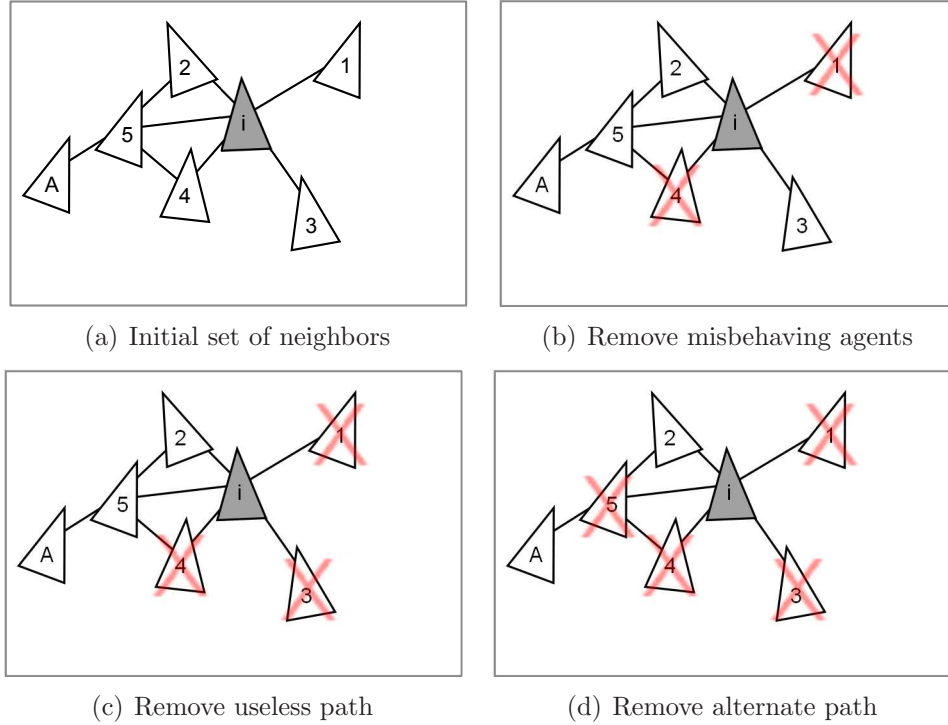 2
1
i
5
A
4
3
2
1
i
5
A
4
3
(a) Initial set of neighbors
(b) Remove misbehaving agents
2
1
i
5
A
4
3
2
1
i
5
A
4
3
(c) Remove useless path
(d) Remove alternate path